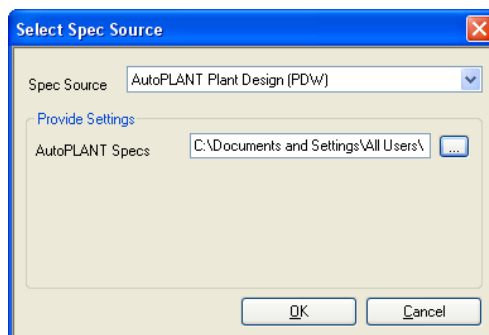 Select Spec Source
Spec Source AutoPLANT Plant Design (PDW)
Provide Settings
AutoPLANT Specs C:\Documents and Settings\All Users\ ...
OK Cancel